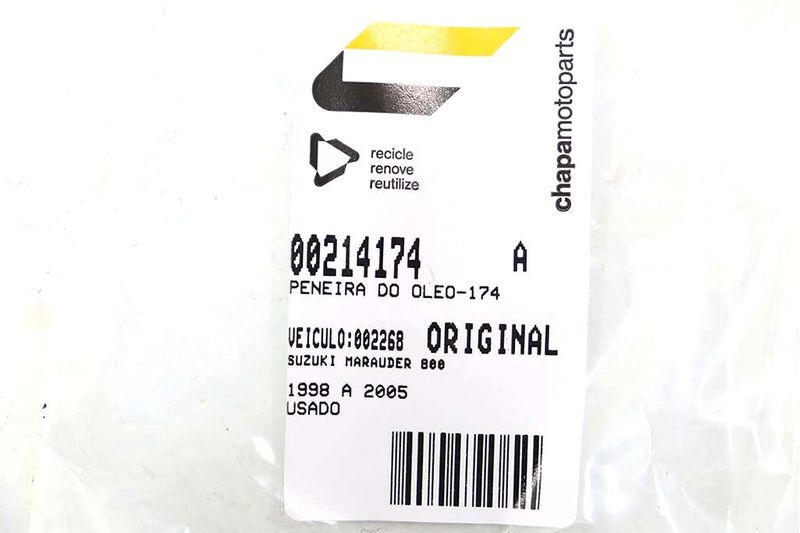 chapamotoparts
recicle
renove
reutilize
00214174 A
PENEIRA DO OLEO-174
VEICULO:002268 ORIGINAL
SUZUKI MARAUDER 800
1998 A 2005
USADO